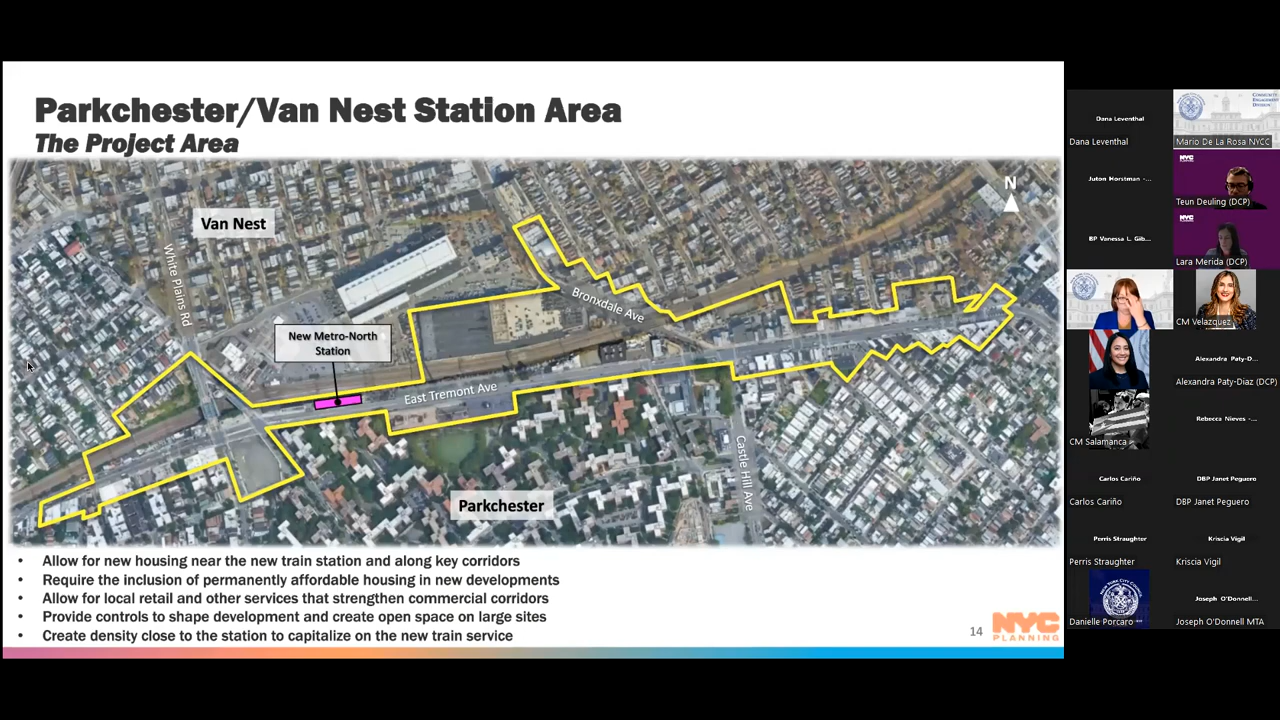 Parkchester/Van Nest Station Area
The Project Area
N
Van Nest
White Plains Rd
Bronxdale Ave
New Metro-North
Station
East Tremont Ave
Castle Hill Ave
Parkchester
• Allow for new housing near the new train station and along key corridors
• Require the inclusion of permanently affordable housing in new developments
• Allow for local retail and other services that strengthen commercial corridors
• Provide controls to shape development and create open space on large sites
• Create density close to the station to capitalize on the new train service
14
NYC
PLANNING
Dana Leventhal
Dana Leventhal
COMMUNITY
ENGAGEMENT
DIVISION
Mario De La Rosa NYCC
Juton Horstman -...
NYC
Teun Deuling (DCP)
BP Vanessa L. Gib...
NYC
Lara Merida (DCP)
CM Velazquez
Alexandra Paty-D...
Alexandra Paty-Diaz (DCP)
CM Salamanca
Rebecca Nieves -...
Carlos Cariño
Carlos Cariño
DBP Janet Peguero
DBP Janet Peguero
Perris Straughter
Perris Straughter
Kriscia Vigil
Kriscia Vigil
Danielle Porcaro
Joseph O'Donnell...
Joseph O'Donnell MTA